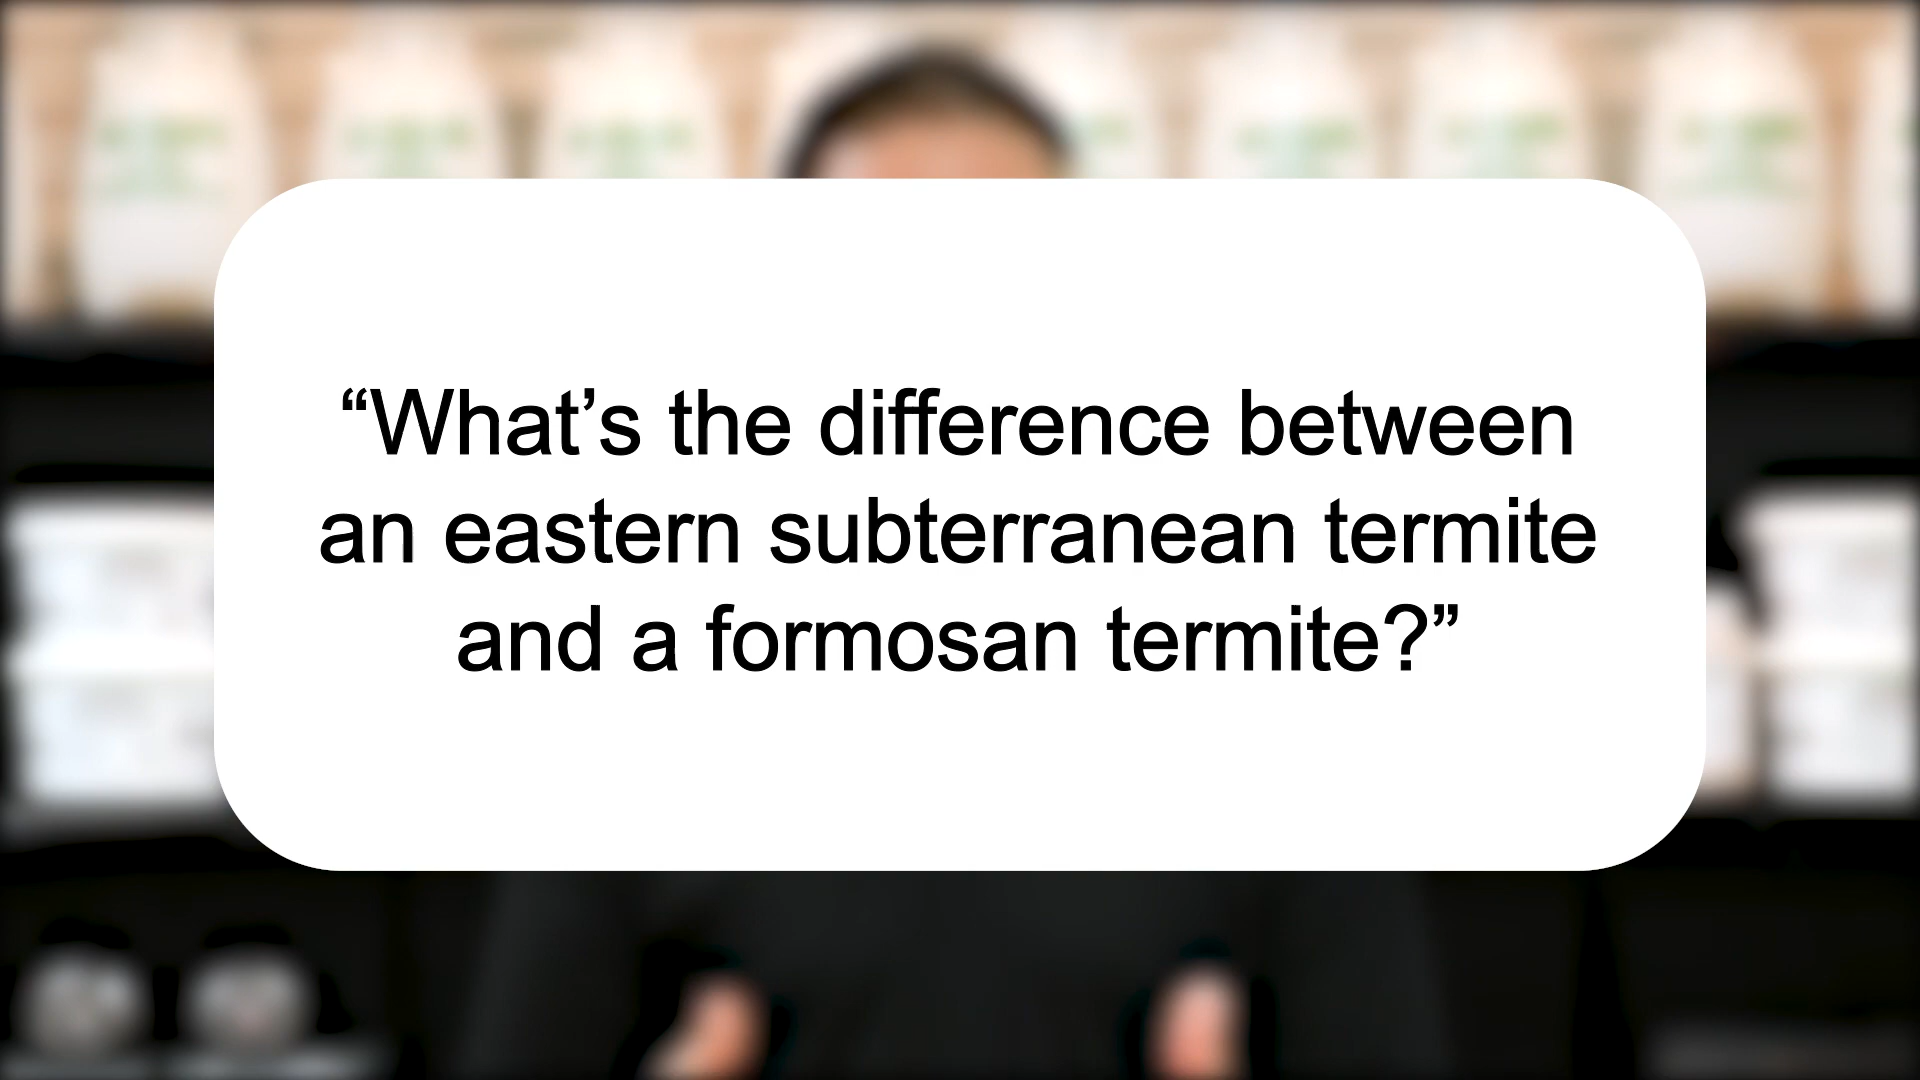 “What’s the difference between
an eastern subterranean termite
and a formosan termite?”